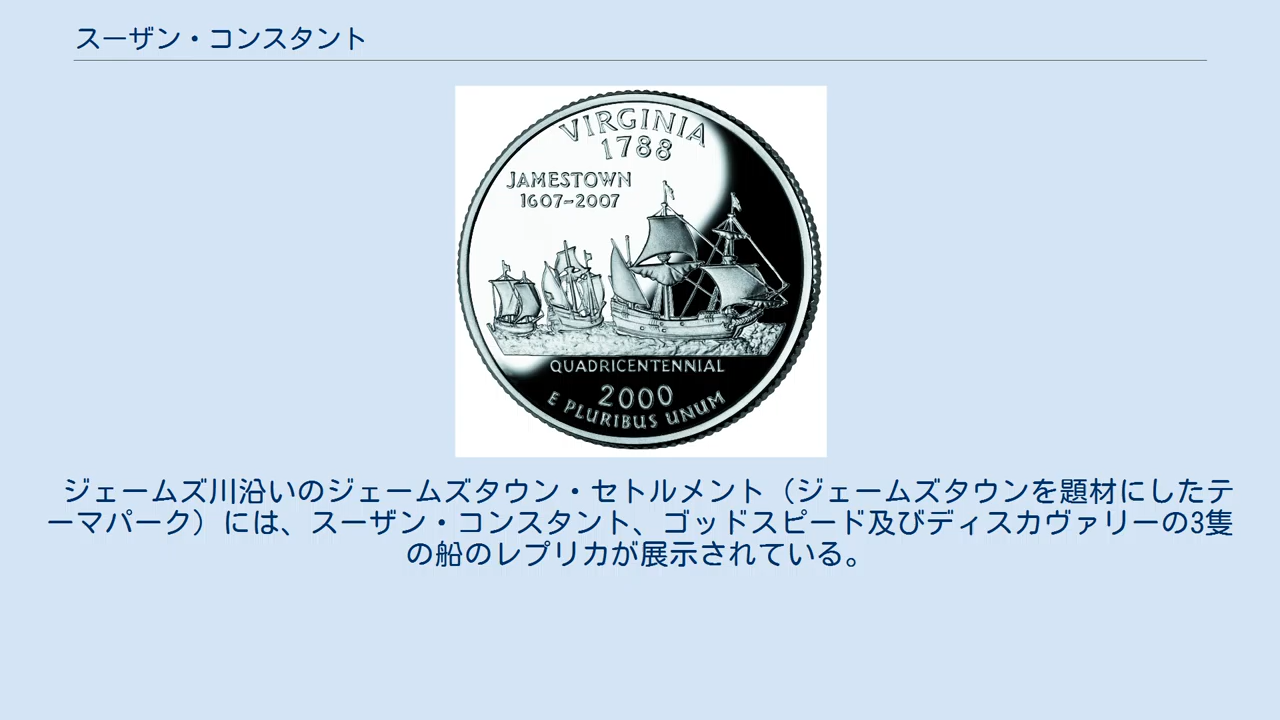 スーザン・コンスタント
VIRGINIA
1788
JAMESTOWN
1607-2007
QUADRICENTENNIAL
2000
E PLURIBUS UNUM
ジェームズ川沿いのジェームズタウン・セトルメント（ジェームズタウンを題材にしたテ
ーマパーク）には、スーザン・コンスタント、ゴッドスピード及びディスカヴァリーの3隻
の船のレプリカが展示されている。